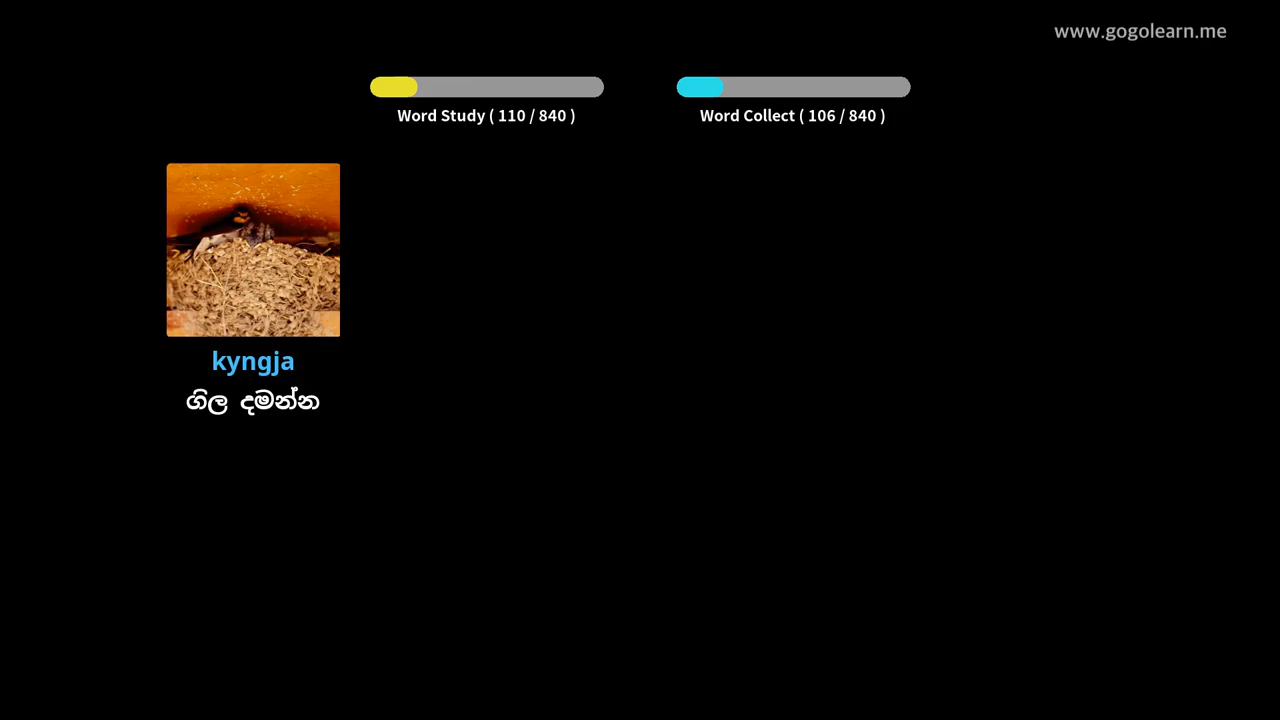 www.gogolearn.me
Word Study ( 110 / 840 )
Word Collect ( 106 / 840 )
kyngja
ගිල දමන්න